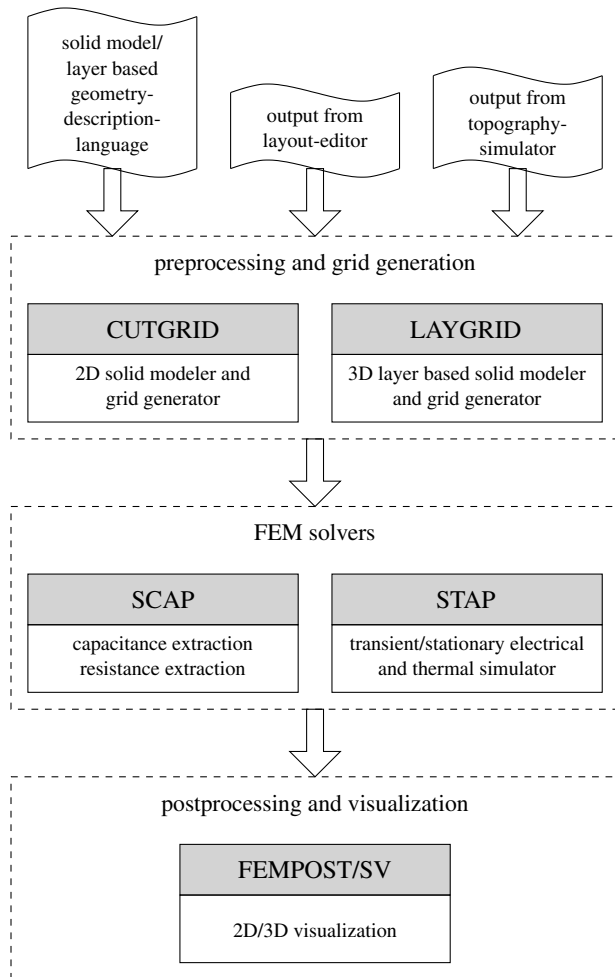 solid model/
layer based
geometry-
description-
language
output from
layout-editor
output from
topography-
simulator
preprocessing and grid generation
CUTGRID
2D solid modeler and
grid generator
LAYGRID
3D layer based solid modeler
and grid generator
FEM solvers
SCAP
capacitance extraction
resistance extraction
STAP
transient/stationary electrical
and thermal simulator
postprocessing and visualization
FEMPOST/SV
2D/3D visualization